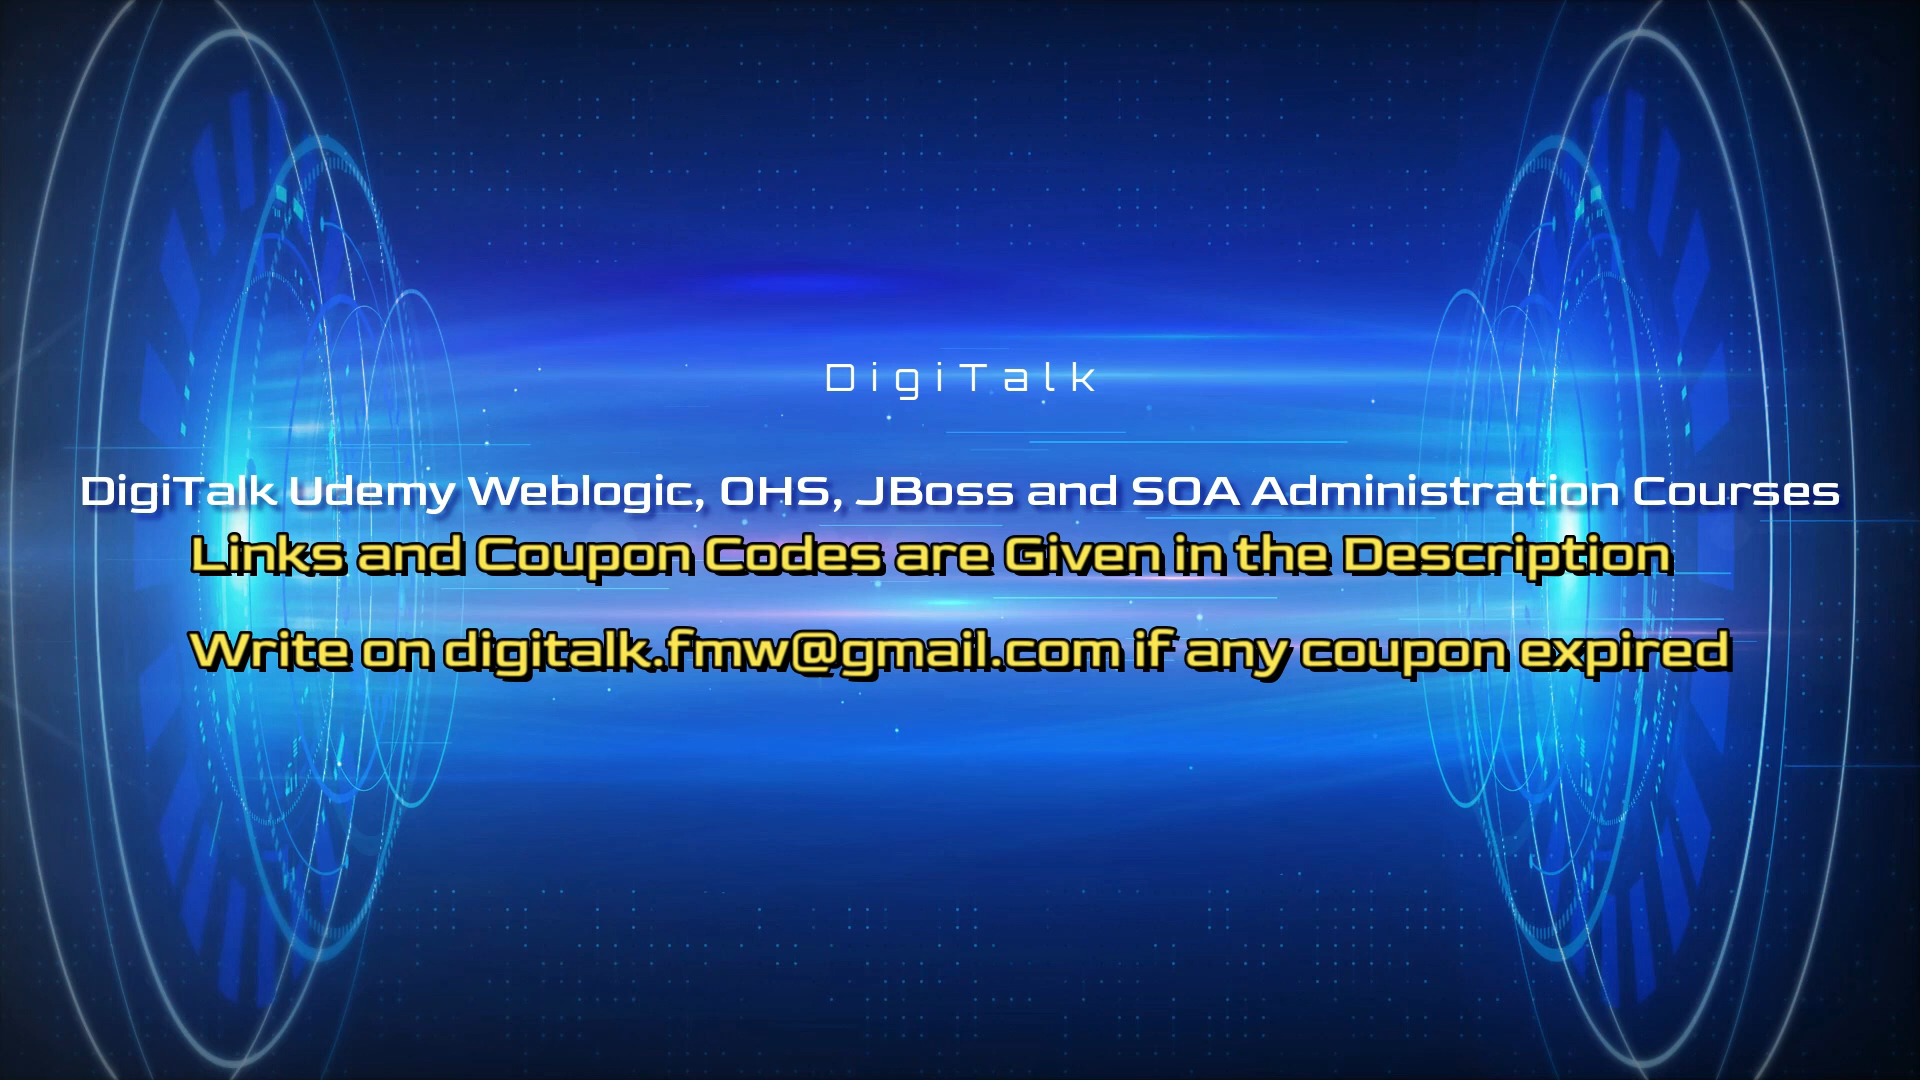 DigiTalk
DigiTalk Udemy Weblogic, OHS, JBoss and SOA Administration Courses
Links and Coupon Codes are Given in the Description
Write on digitalk.fmw@gmail.com if any coupon expired